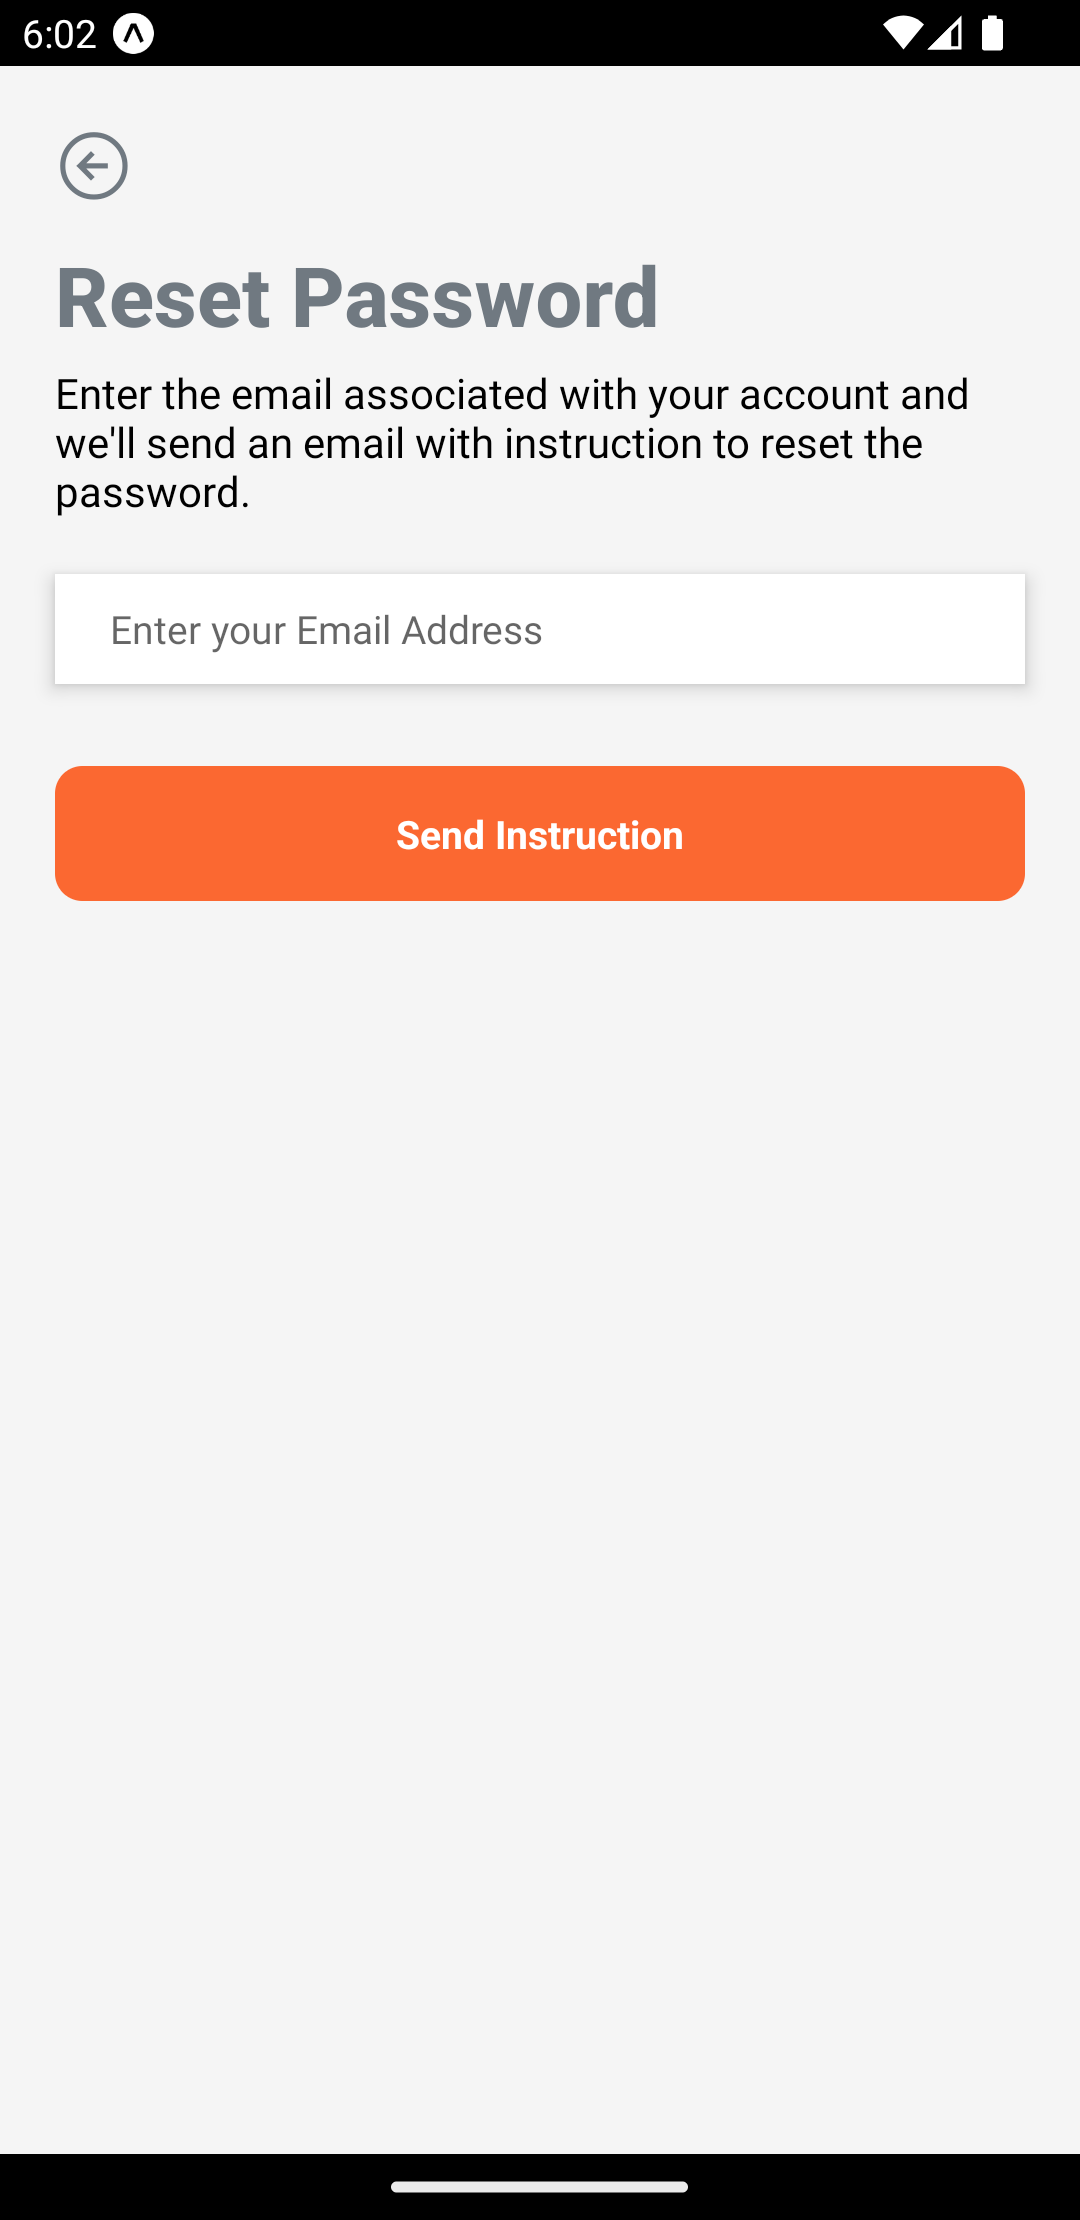 6:02
Reset Password
Enter the email associated with your account and
we'll send an email with instruction to reset the
password.
Enter your Email Address
Send Instruction